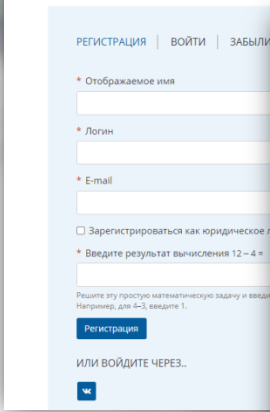 РЕГИСТРАЦИЯ | ВОЙТИ | ЗАБЫЛИ
* Отображаемое имя
* Логин
* E-mail
Зарегистрироваться как юридическое
* Введите результат вычисления 12 – 4 =
Решите эту простую математическую задачу и
Например, для 4–3, введите 1.
Регистрация
ИЛИ ВОЙДИТЕ ЧЕРЕЗ..